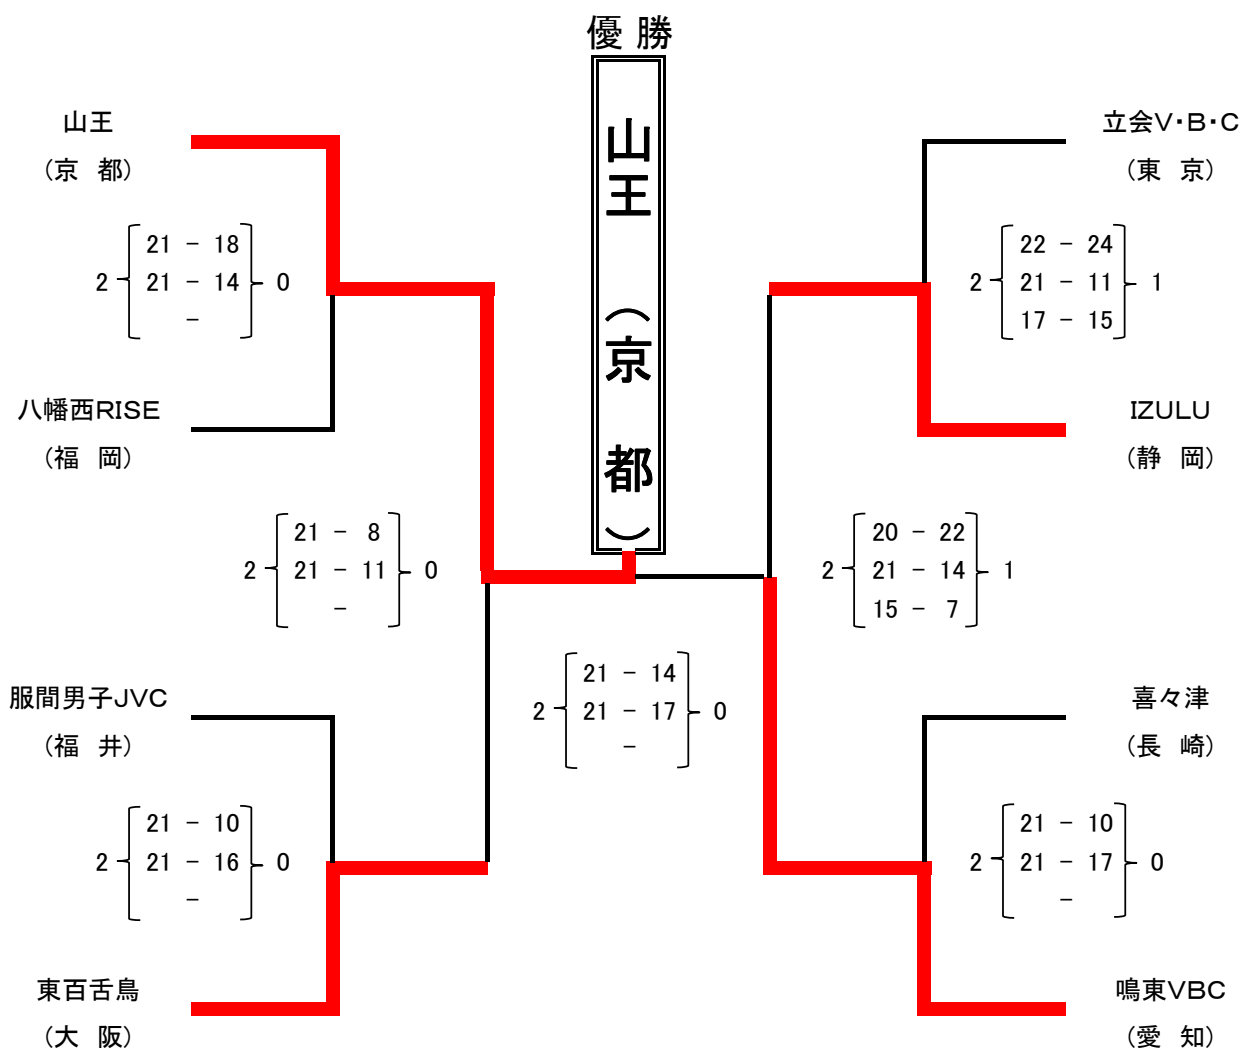 優 勝
山王 （京 都）
山王
（京 都）
21 － 18
2 21 － 14 0
－
八幡西RISE
（福 岡）
21 － 8
2 21 － 11 0
－
服間男子JVC
（福 井）
21 － 10
2 21 － 16 0
－
東百舌鳥
（大 阪）
21 － 14
2 21 － 17 0
－
立会V・B・C
（東 京）
22 － 24
2 21 － 11 1
17 － 15
IZULU
（静 岡）
20 － 22
2 21 － 14 1
15 － 7
喜々津
（長 崎）
21 － 10
2 21 － 17 0
－
鳴東VBC
（愛 知）